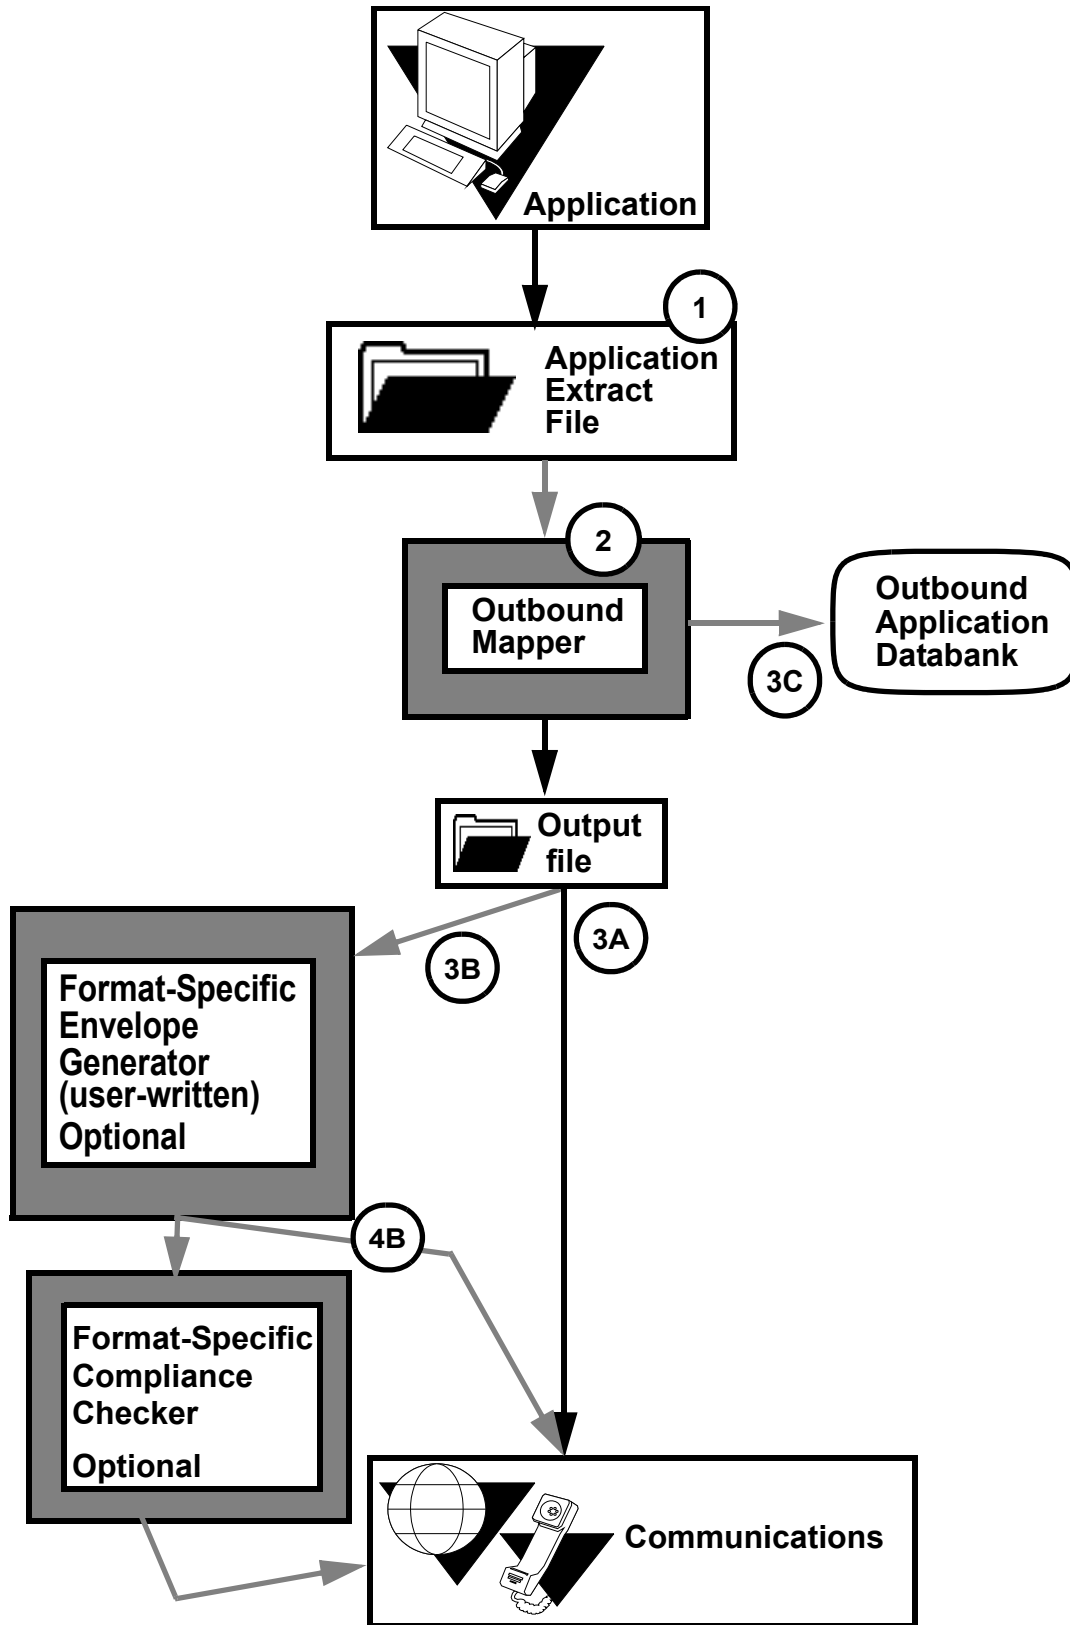 Application
1
Application
Extract
File
2
Outbound
Mapper
Outbound
Application
Databank
3C
Output
file
3A
3B
Format-Specific
Envelope
Generator
(user-written)
Optional
4B
Format-Specific
Compliance
Checker
Optional
Communications